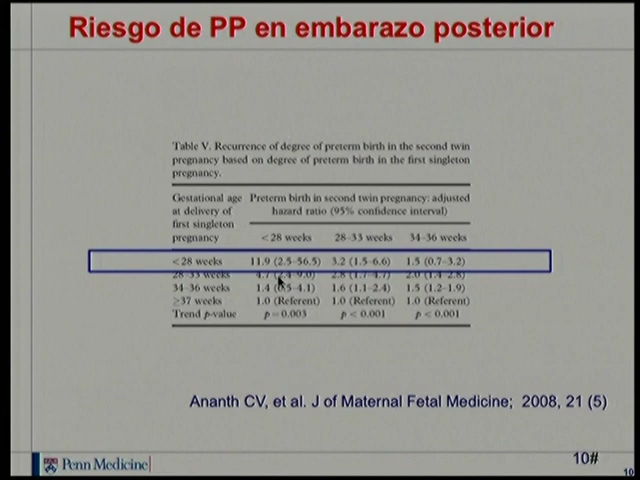 Riesgo de PP en embarazo posterior
Table V. Recurrence of degree of preterm birth in the second twin
pregnancy based on degree of preterm birth in the first singleton
pregnancy.
Gestational age at delivery of first singleton pregnancy
Preterm birth in second twin pregnancy: adjusted hazard ratio (95% confidence interval)
<28 weeks 28–33 weeks 34–36 weeks
<28 weeks 11.9 (2.5–56.5) 3.2 (1.5–6.6) 1.5 (0.7–3.2)
28–33 weeks
34–36 weeks 1.4 1.6 (1.1–2.4) 1.5 (1.2–1.9)
≥37 weeks 1.0 (Referent) 1.0 (Referent) 1.0 (Referent)
Trend p-value p = 0.003 p < 0.001 p < 0.001
Ananth CV, et al. J of Maternal Fetal Medicine; 2008, 21 (5)
Penn Medicine
10#
10